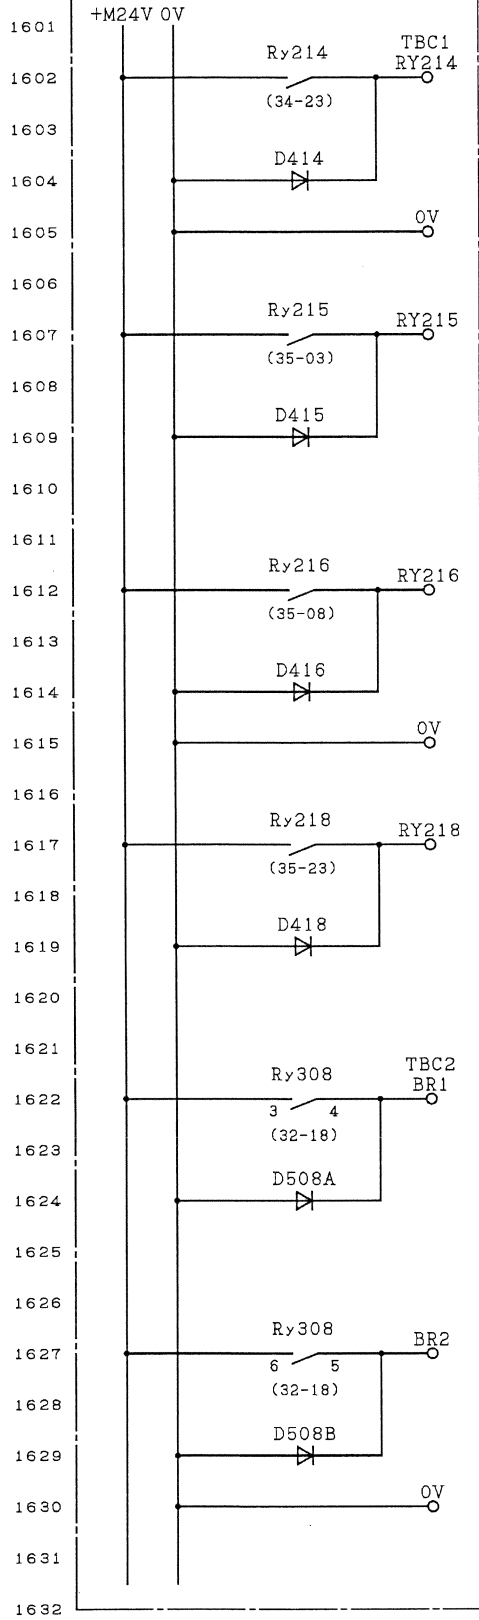 +M24V 0V
1601
Ry214
TBC1
RY214
1602
(34-23)
1603
D414
1604
0V
1605
1606
Ry215
RY215
1607
(35-03)
1608
D415
1609
1610
1611
Ry216
RY216
1612
(35-08)
1613
D416
1614
0V
1615
1616
Ry218
RY218
1617
(35-23)
1618
D418
1619
1620
1621
TBC2
Ry308
BR1
1622
3 4
(32-18)
1623
D508A
1624
1625
1626
Ry308
BR2
1627
6 5
(32-18)
1628
D508B
1629
0V
1630
1631
1632